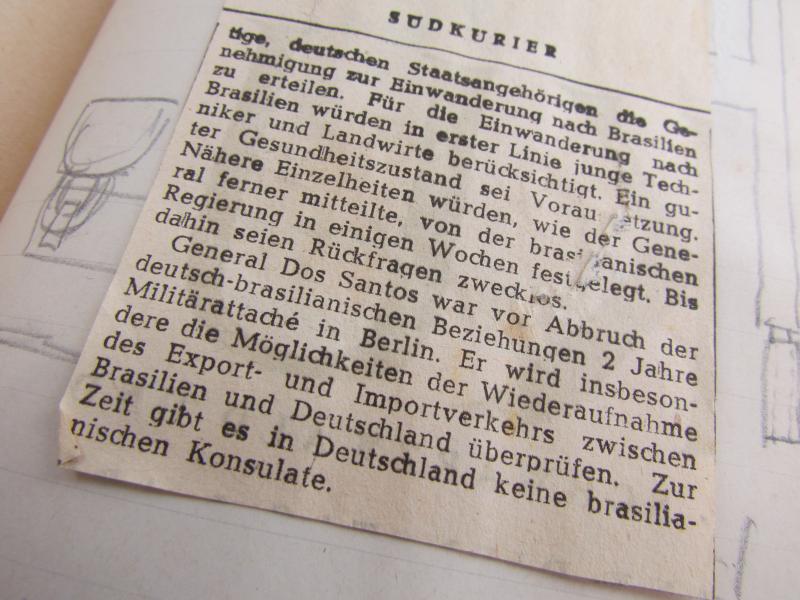 SÜDKURIER
tige, deutschen Staatsangehörigen die Ge-
nehmigung zur Einwanderung nach Brasilien
zu erteilen. Für die Einwanderung nach
Brasilien würden in erster Linie junge Tech-
niker und Landwirte berücksichtigt. Ein gu-
ter Gesundheitszustand sei Vorau etzung.
Nähere Einzelheiten würden, wie der Gene-
ral ferner mitteilte, von der bras anischen
Regierung in einigen Wochen festgelegt. Bis
dahin seien Rückfragen zwecklos.
General Dos Santos war vor Abbruch der
deutsch-brasilianischen Beziehungen 2 Jahre
Militärattaché in Berlin. Er wird insbeson-
dere die Möglichkeiten der Wiederaufnahme
des Export- und Importverkehrs zwischen
Brasilien und Deutschland überprüfen. Zur
Zeit gibt es in Deutschland keine brasilia-
nischen Konsulate.